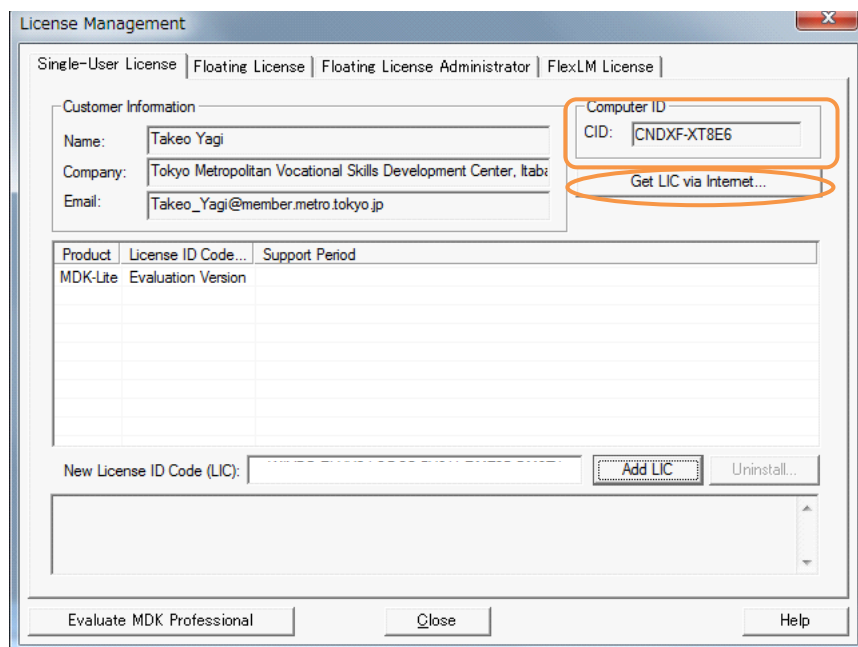 License Management
Single-User License Floating License Floating License Administrator FlexLM License
Customer Information
Name: Takeo Yagi
Company: Tokyo Metropolitan Vocational Skills Development Center, Itaba
Email: Takeo_Yagi@member.metro.tokyo.jp
Computer ID
CID: CNDXF-XT8E6
Get LIC via Internet...
Product License ID Code... Support Period
MDK-Lite Evaluation Version
New License ID Code (LIC):
Add LIC Uninstall...
Evaluate MDK Professional Close Help